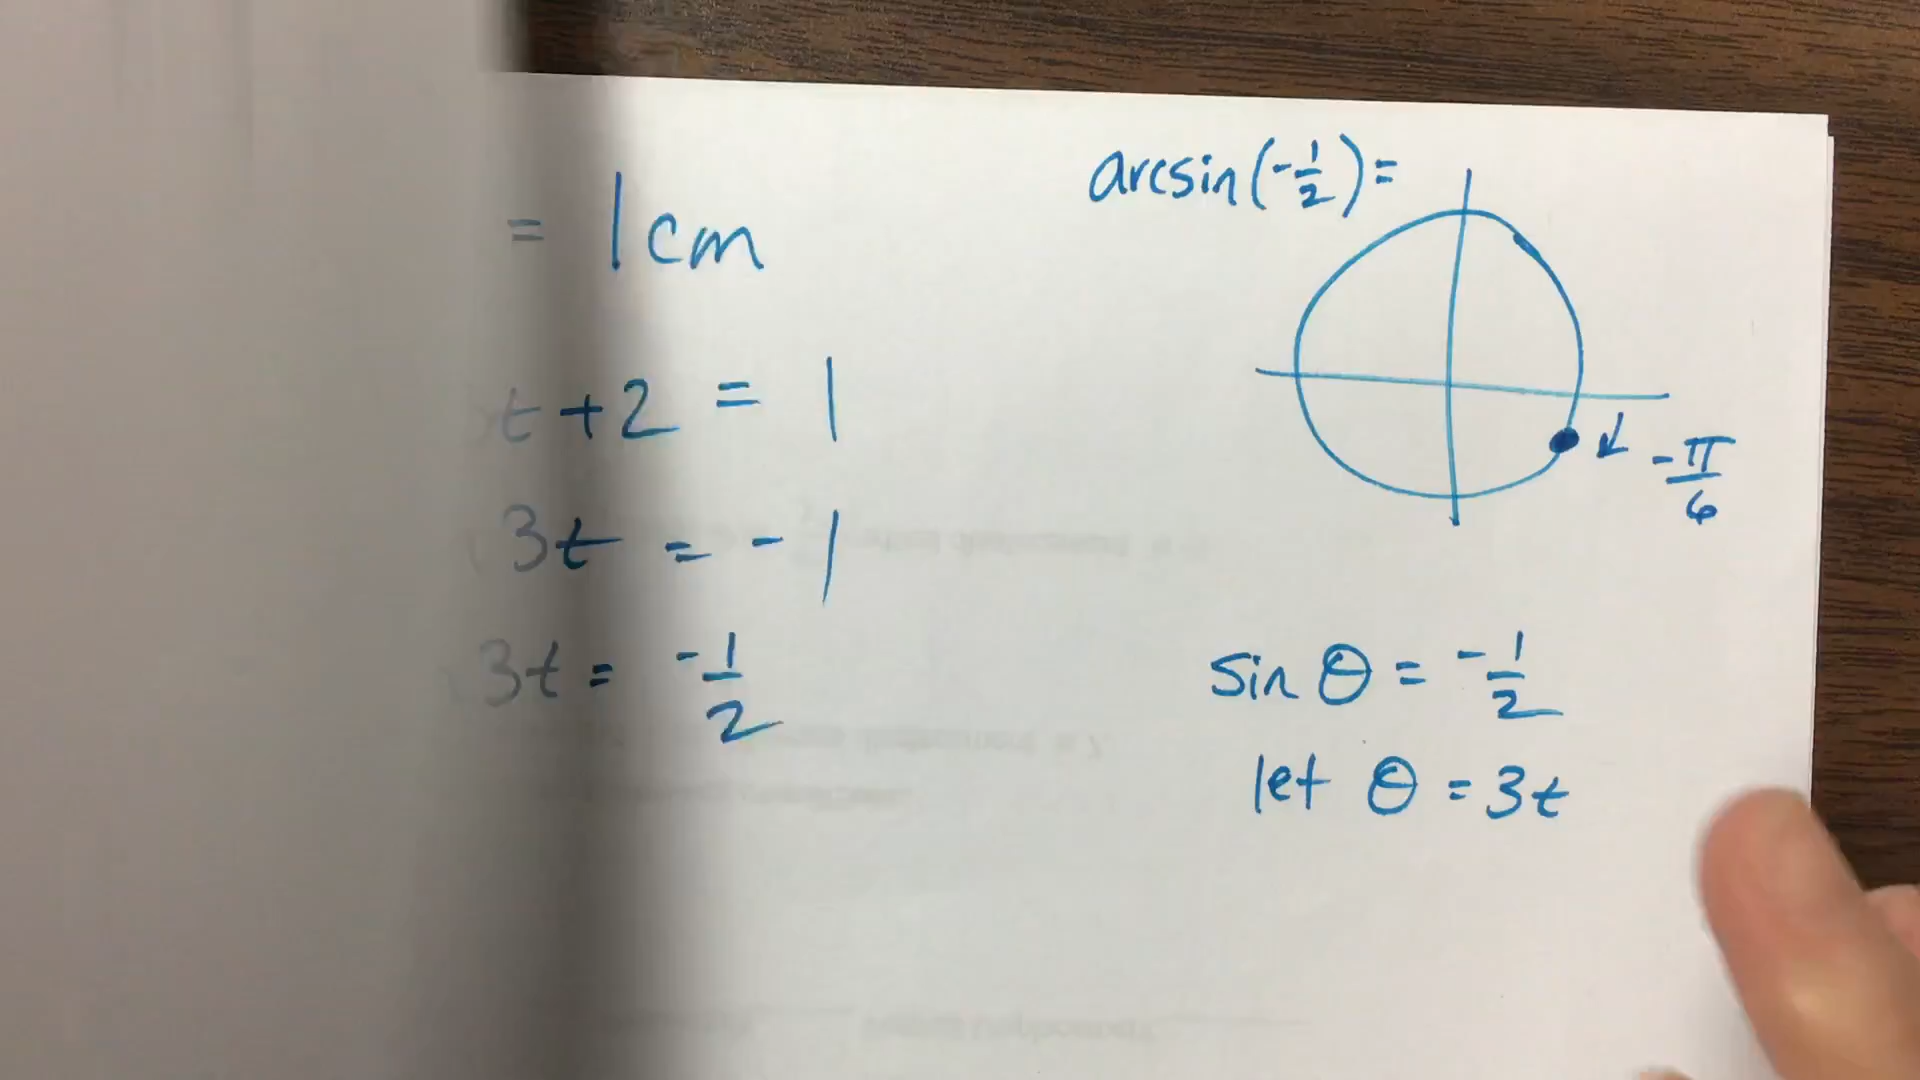 = 1cm
t + 2 = 1
3t = -1
3t = -1/2
arcsin(-1/2) =
-π/6
sin θ = -1/2
let θ = 3t